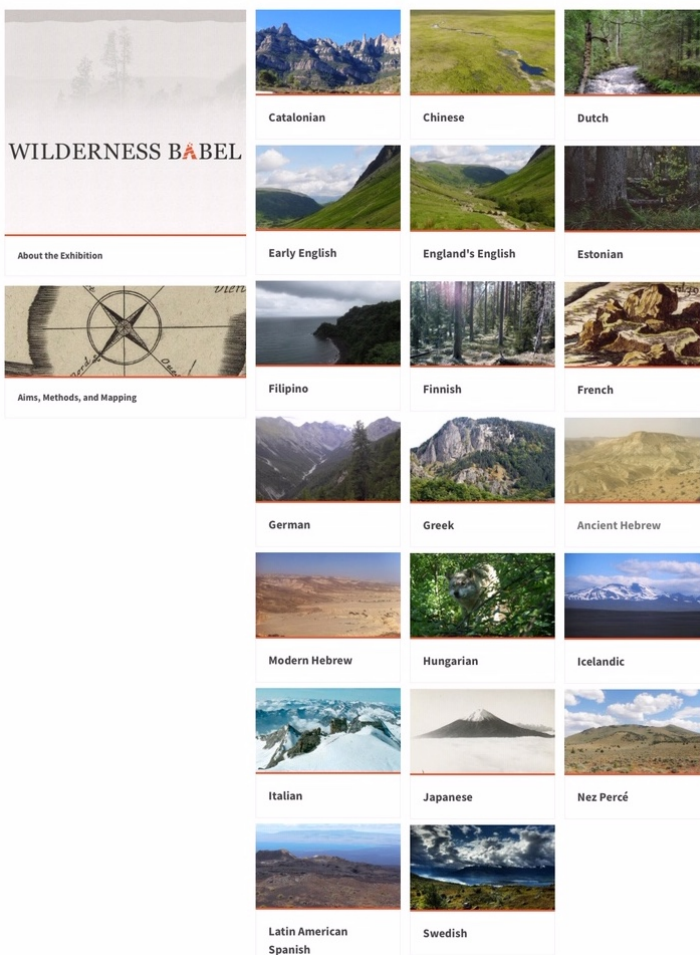 WILDERNESS BABEL
About the Exhibition
Aims, Methods, and Mapping
Catalonian
Chinese
Dutch
Early English
England's English
Estonian
Filipino
Finnish
French
German
Greek
Ancient Hebrew
Modern Hebrew
Hungarian
Icelandic
Italian
Japanese
Nez Percé
Latin American
Spanish
Swedish